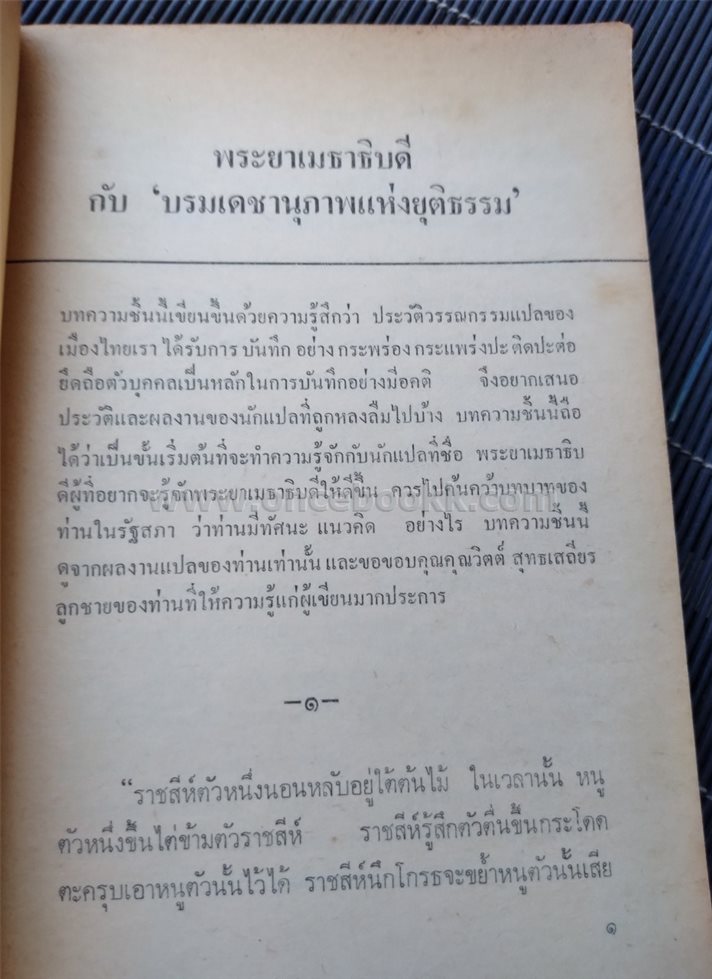 พระยาเมธาธิบดี
กับ ‘บรมเดชานุภาพแห่งยุติธรรม’
บทความชิ้นนี้เขียนขึ้นด้วยความรู้สึกว่า ประวัติวรรณกรรมแปลของ
เมืองไทยเรา ได้รับการ บันทึก อย่าง กระพร่อง กระแพร่งปะ ติดปะต่อ
ยึดถือตัวบุคคลเป็นหลักในการบันทึกอย่างมีอคติ จึงอยากเสนอ
ประวัติและผลงานของนักแปลที่ถูกหลงลืมไปบ้าง บทความชิ้นนี้ถือ
ได้ว่าเป็นขั้นเริ่มต้นที่จะทำความรู้จักกับนักแปลที่ชื่อ พระยาเมธาธิบ
ดีผู้ที่อยากจะรู้จักพระยาเมธาธิบดีให้ดีขึ้น ควรไปค้นคว้าบทบาทของ
www.oncebookk.com
ท่านในรัฐสภา ว่าท่านมีทัศนะ แนวคิด อย่างไร บทความชิ้นนี้
ดูจากผลงานแปลของท่านเท่านั้น และขอขอบคุณคุณวิตต์ สุทธเสถียร
ลูกชายของท่านที่ให้ความรู้แก่ผู้เขียนมากประการ
–๑–
“ราชสีห์ตัวหนึ่งนอนหลับอยู่ใต้ต้นไม้ ในเวลานั้น หนู
ตัวหนึ่งขึ้นไต่ข้ามตัวราชสีห์ ราชสีห์รู้สึกตัวตื่นขึ้นกระโดด
ตะครุบเอาหนูตัวนั้นไว้ได้ ราชสีห์นึกโกรธจะขย้ำหนูตัวนั้นเสีย
๑